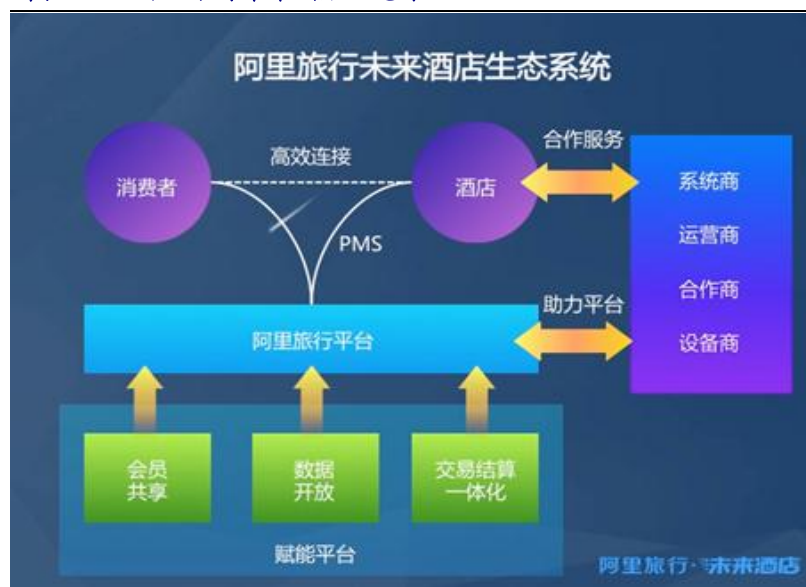 阿里旅行未来酒店生态系统
合作服务
高效连接
消费者
酒店
系统商
运营商
PMS
合作商
助力平台
阿里旅行平台
设备商
会员
共享
数据
开放
交易结算
一体化
赋能平台
阿里旅行·未来酒店